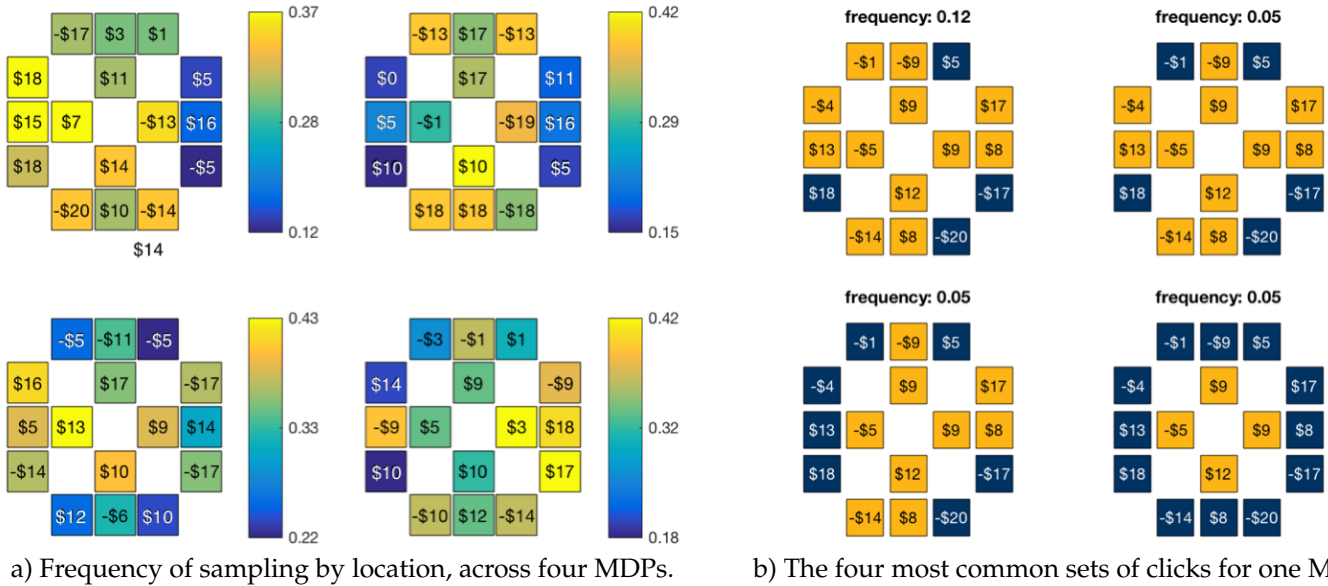 -$17 $3 $1
$18 $11 $5
$15 $7 -$13 $16
$18 $14 -$5
-$20 $10 -$14
$14
0.37
0.28
0.12
-$13 $17 -$13
$0 $17 $11
$5 -$1 -$19 $16
$10 $10 $5
$18 $18 -$18
0.42
0.29
0.15
-$5 -$11 -$5
$16 $17 -$17
$5 $13 $9 $14
-$14 $10 -$17
$12 -$6 $10
0.43
0.33
0.22
-$3 -$1 $1
$14 $9 -$9
-$9 $5 $3 $18
$10 $10 $17
-$10 $12 -$14
0.42
0.32
0.18
a) Frequency of sampling by location, across four MDPs.
frequency: 0.12
-$1 -$9 $5
-$4 $9 $17
$13 -$5 $9 $8
$18 $12 -$17
-$14 $8 -$20
frequency: 0.05
-$1 -$9 $5
-$4 $9 $17
$13 -$5 $9 $8
$18 $12 -$17
-$14 $8 -$20
frequency: 0.05
-$1 -$9 $5
-$4 $9 $17
$13 -$5 $9 $8
$18 $12 -$17
-$14 $8 -$20
frequency: 0.05
-$1 -$9 $5
-$4 $9 $17
$13 -$5 $9 $8
$18 $12 -$17
-$14 $8 -$20
b) The four most common sets of clicks for one M